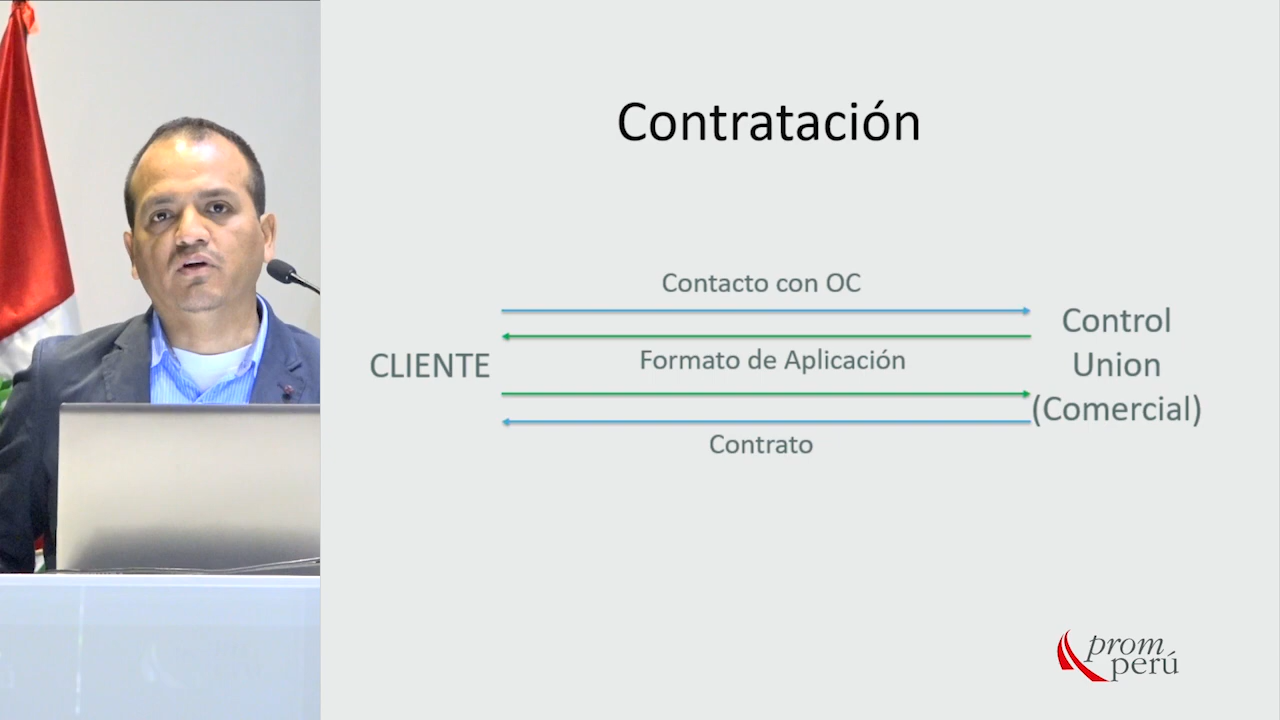 Contratación
Contacto con OC
CLIENTE
Formato de Aplicación
Contrato
Control
Union
(Comercial)
prom
perú